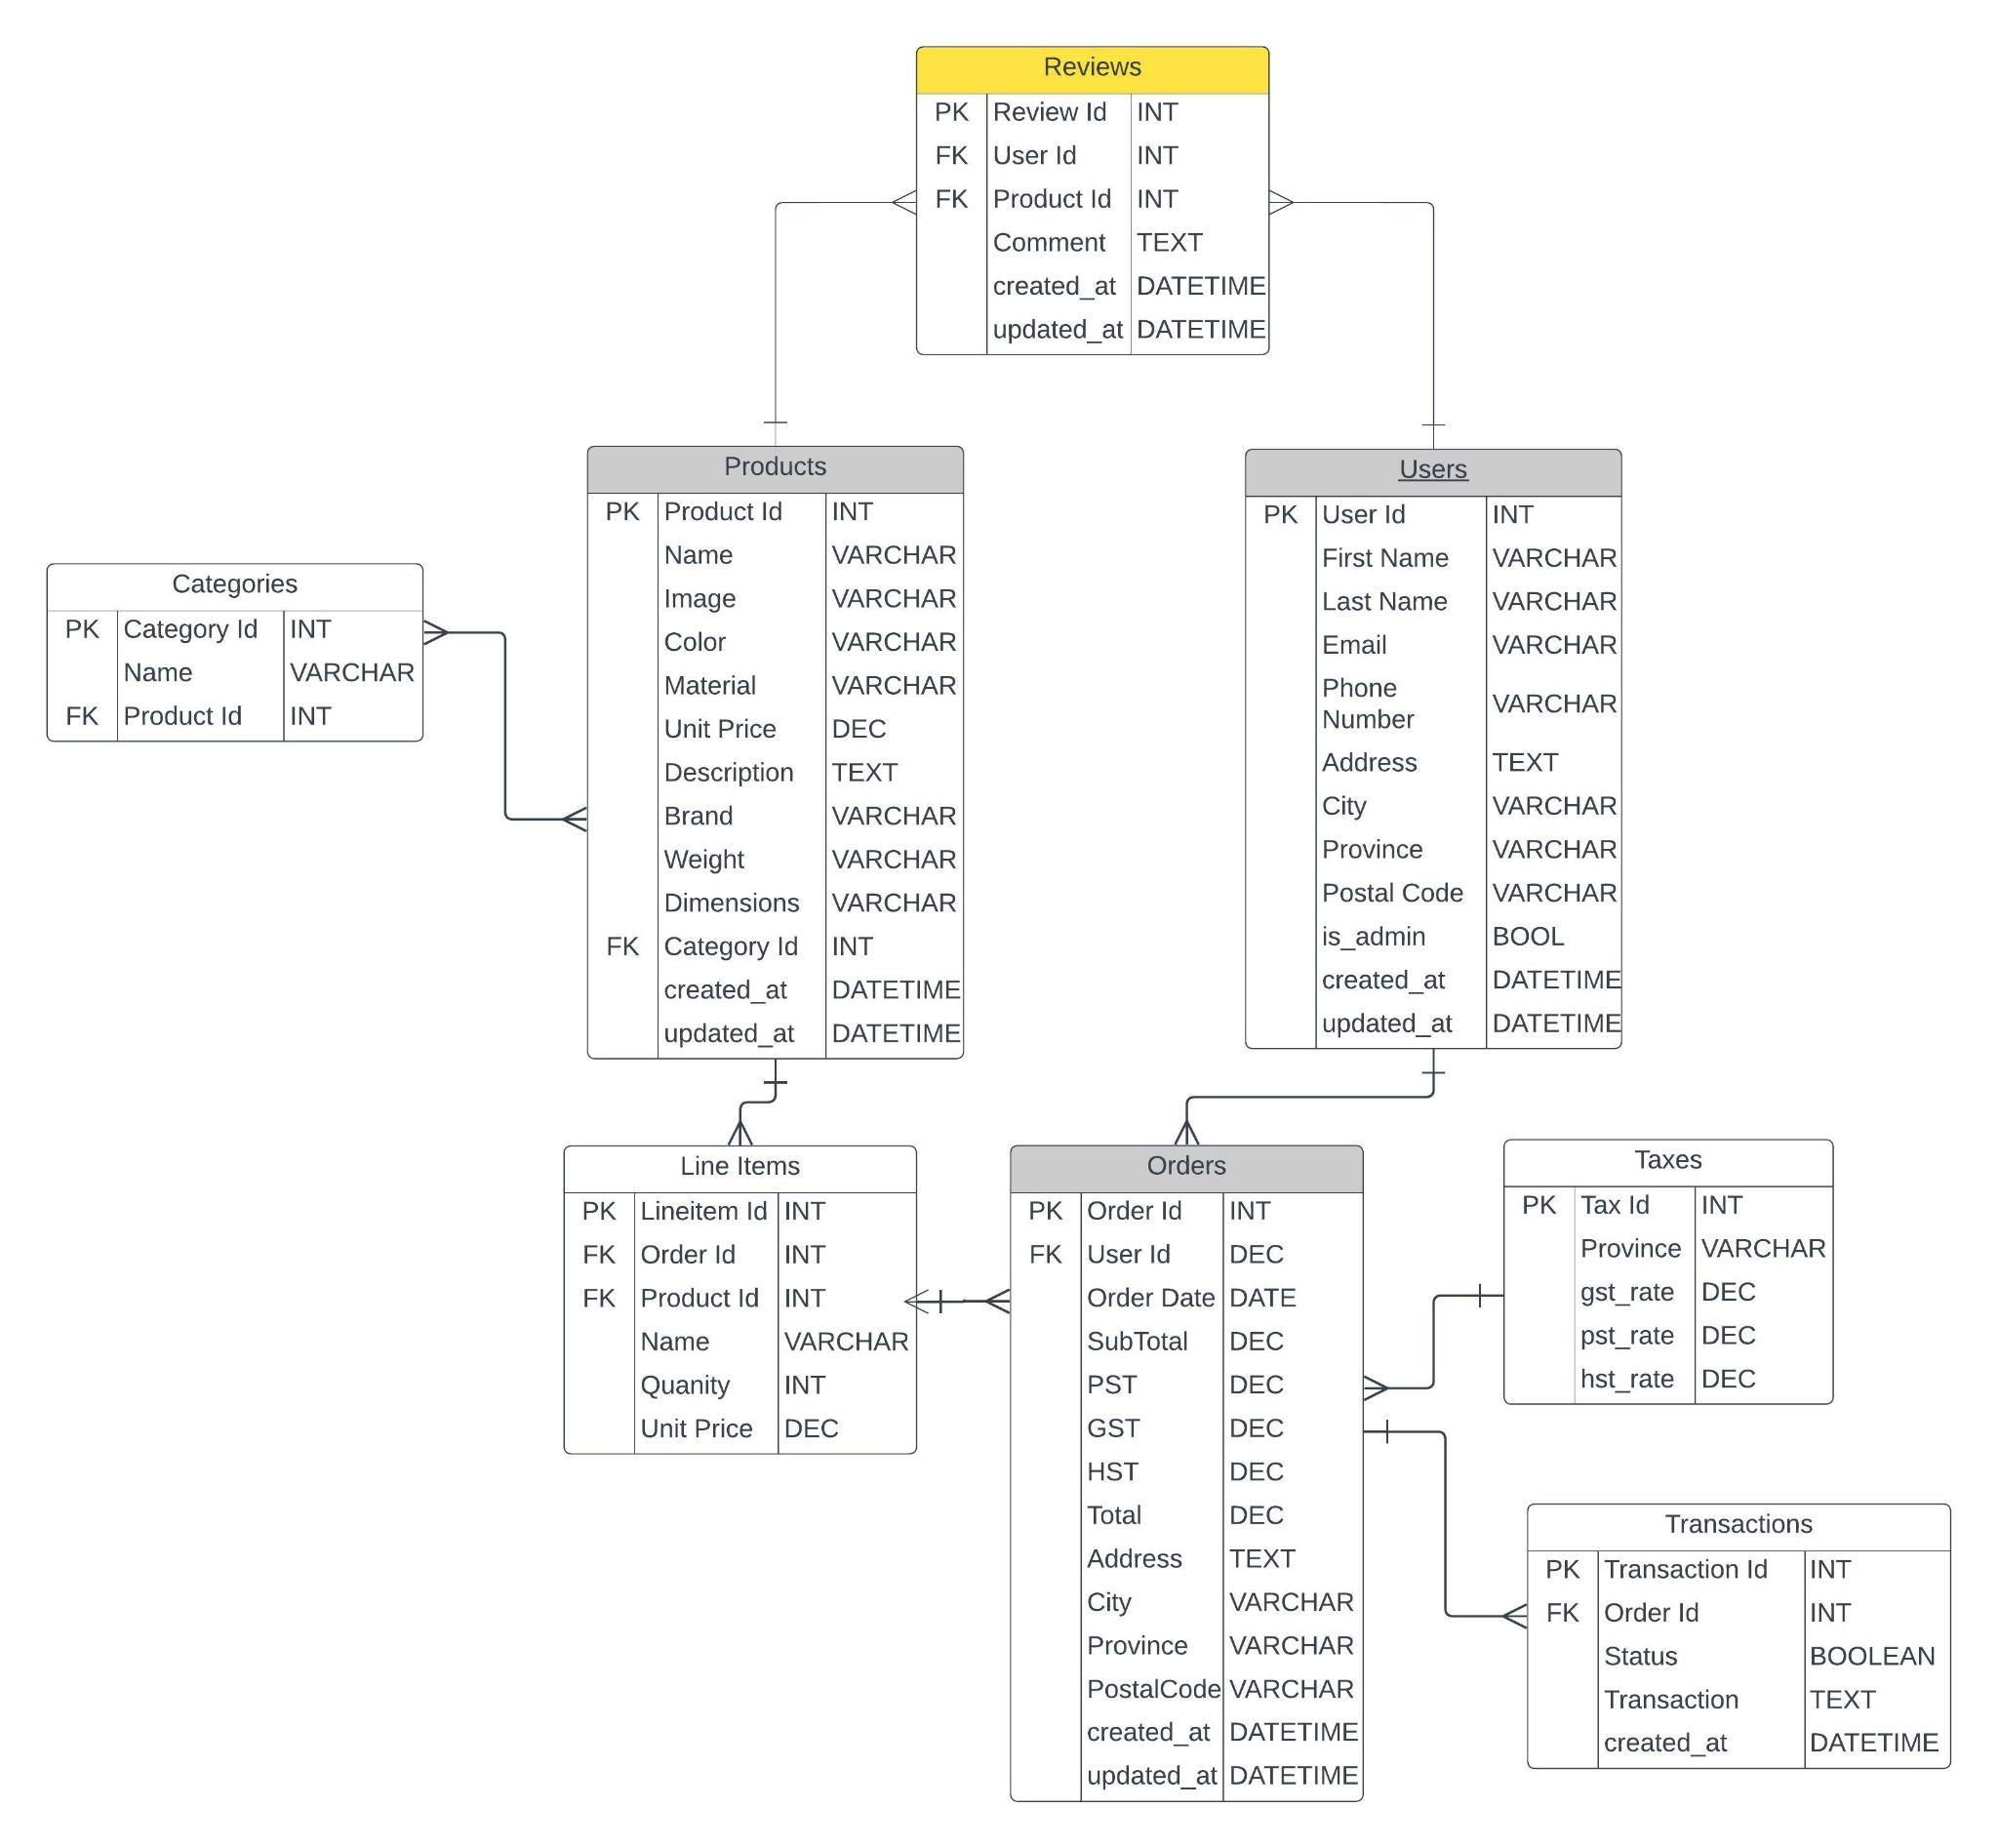 Reviews
PK Review Id INT
FK User Id INT
FK Product Id INT
Comment TEXT
created_at DATETIME
updated_at DATETIME
Products
PK Product Id INT
Name VARCHAR
Image VARCHAR
Color VARCHAR
Material VARCHAR
Unit Price DEC
Description TEXT
Brand VARCHAR
Weight VARCHAR
Dimensions VARCHAR
FK Category Id INT
created_at DATETIME
updated_at DATETIME
Users
PK User Id INT
First Name VARCHAR
Last Name VARCHAR
Email VARCHAR
Phone
Number VARCHAR
Address TEXT
City VARCHAR
Province VARCHAR
Postal Code VARCHAR
is_admin BOOL
created_at DATETIME
updated_at DATETIME
Categories
PK Category Id INT
Name VARCHAR
FK Product Id INT
Line Items
PK Lineitem Id INT
FK Order Id INT
FK Product Id INT
Name VARCHAR
Quanity INT
Unit Price DEC
Orders
PK Order Id INT
FK User Id DEC
Order Date DATE
SubTotal DEC
PST DEC
GST DEC
HST DEC
Total DEC
Address TEXT
City VARCHAR
Province VARCHAR
PostalCode VARCHAR
created_at DATETIME
updated_at DATETIME
Taxes
PK Tax Id INT
Province VARCHAR
gst_rate DEC
pst_rate DEC
hst_rate DEC
Transactions
PK Transaction Id INT
FK Order Id INT
Status BOOLEAN
Transaction TEXT
created_at DATETIME